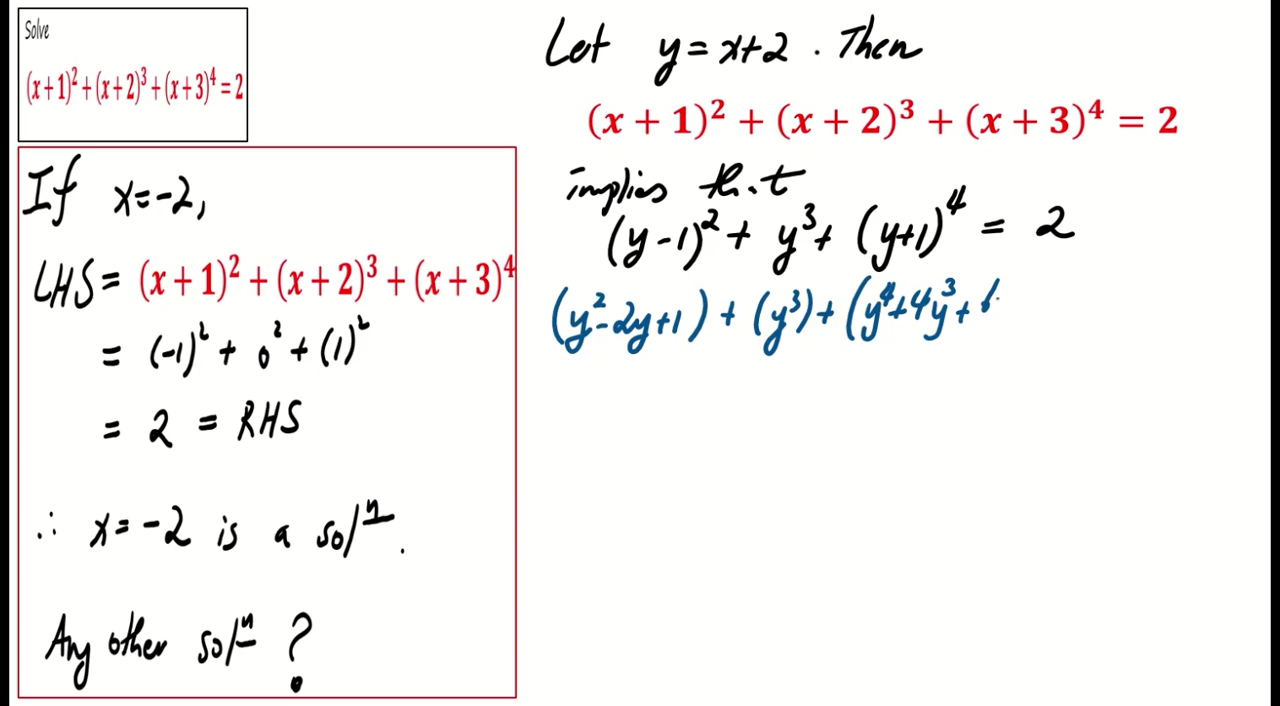 Solve
(x+1)² + (x+2)³ + (x+3)⁴ = 2
If x=-2,
LHS = (x+1)² + (x+2)³ + (x+3)⁴
= (-1)² + 0² + (1)²
= 2 = RHS
∴ x=-2 is a solⁿ.
Any other solⁿ ?
Let y=x+2. Then
(x + 1)² + (x + 2)³ + (x + 3)⁴ = 2
implies that
(y-1)² + y³ + (y+1)⁴ = 2
(y²-2y+1) + (y³) + (y⁴+4y³+